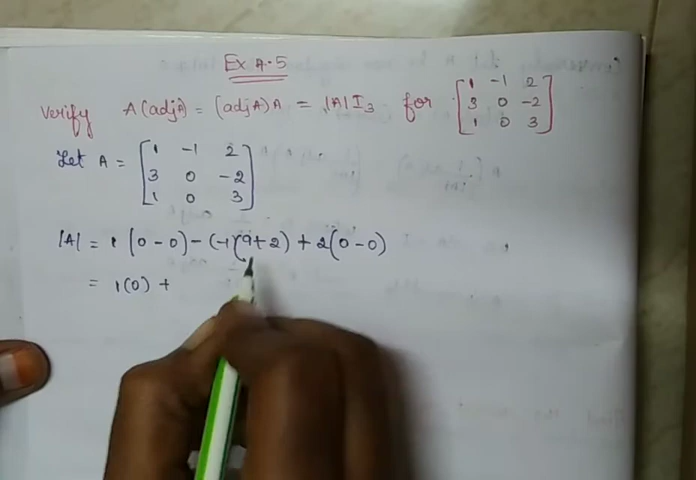 Ex A.5
Verify A(adjA) = (adjA)A = |A| I₃ for [1 -1 2
3 0 -2
1 0 3]
Let A = [1 -1 2
3 0 -2
1 0 3]
|A| = 1(0-0)-(-1)(9+2)+2(0-0)
= 1(0)+